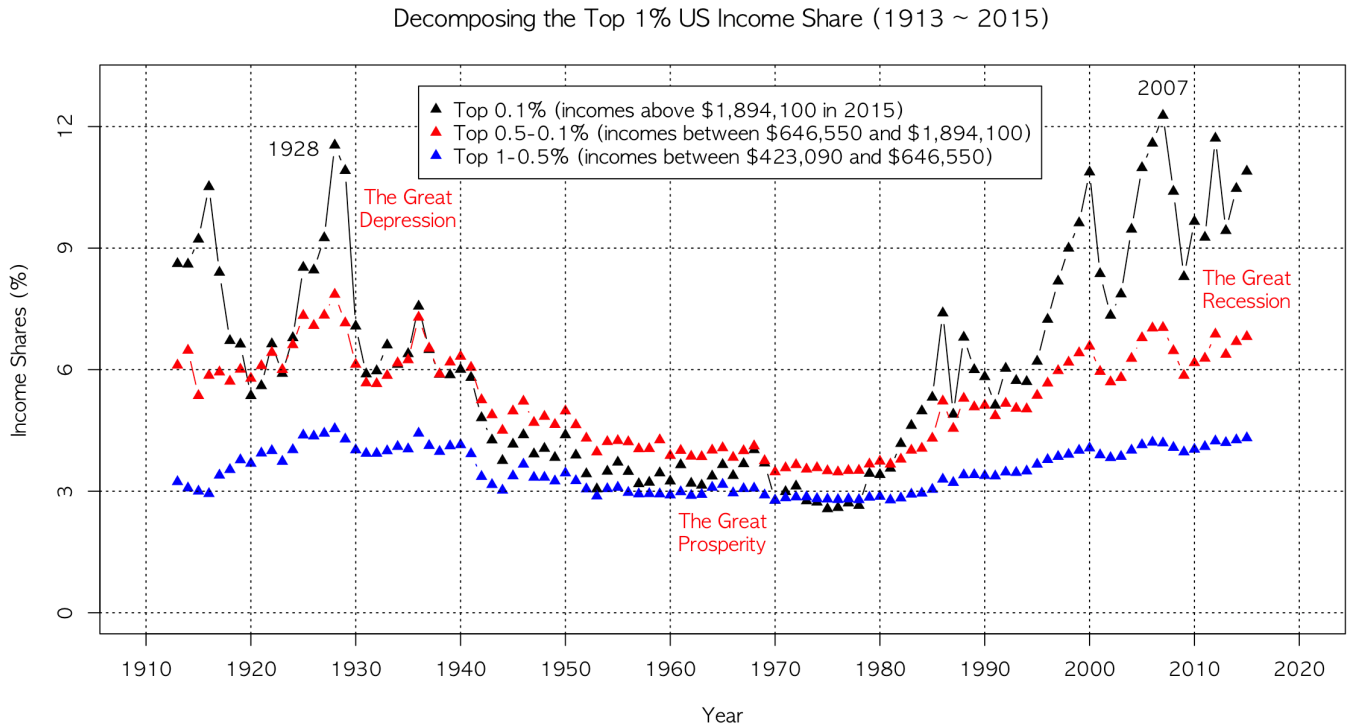 Decomposing the Top 1% US Income Share (1913 ~ 2015)
2007
1928
Top 0.1% (incomes above $1,894,100 in 2015)
Top 0.5-0.1% (incomes between $646,550 and $1,894,100)
Top 1-0.5% (incomes between $423,090 and $646,550)
The Great
Depression
The Great
Recession
The Great
Prosperity
Income Shares (%)
12
9
6
3
0
1910 1920 1930 1940 1950 1960 1970 1980 1990 2000 2010 2020
Year